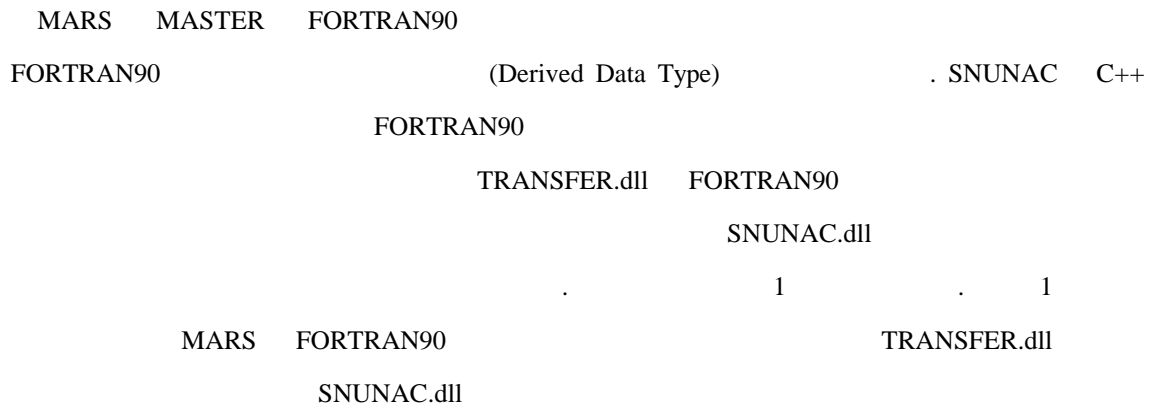 MARS MASTER FORTRAN90
FORTRAN90 (Derived Data Type) . SNUNAC C++
FORTRAN90
TRANSFER.dll FORTRAN90
SNUNAC.dll
. 1 . 1
MARS FORTRAN90 TRANSFER.dll
SNUNAC.dll